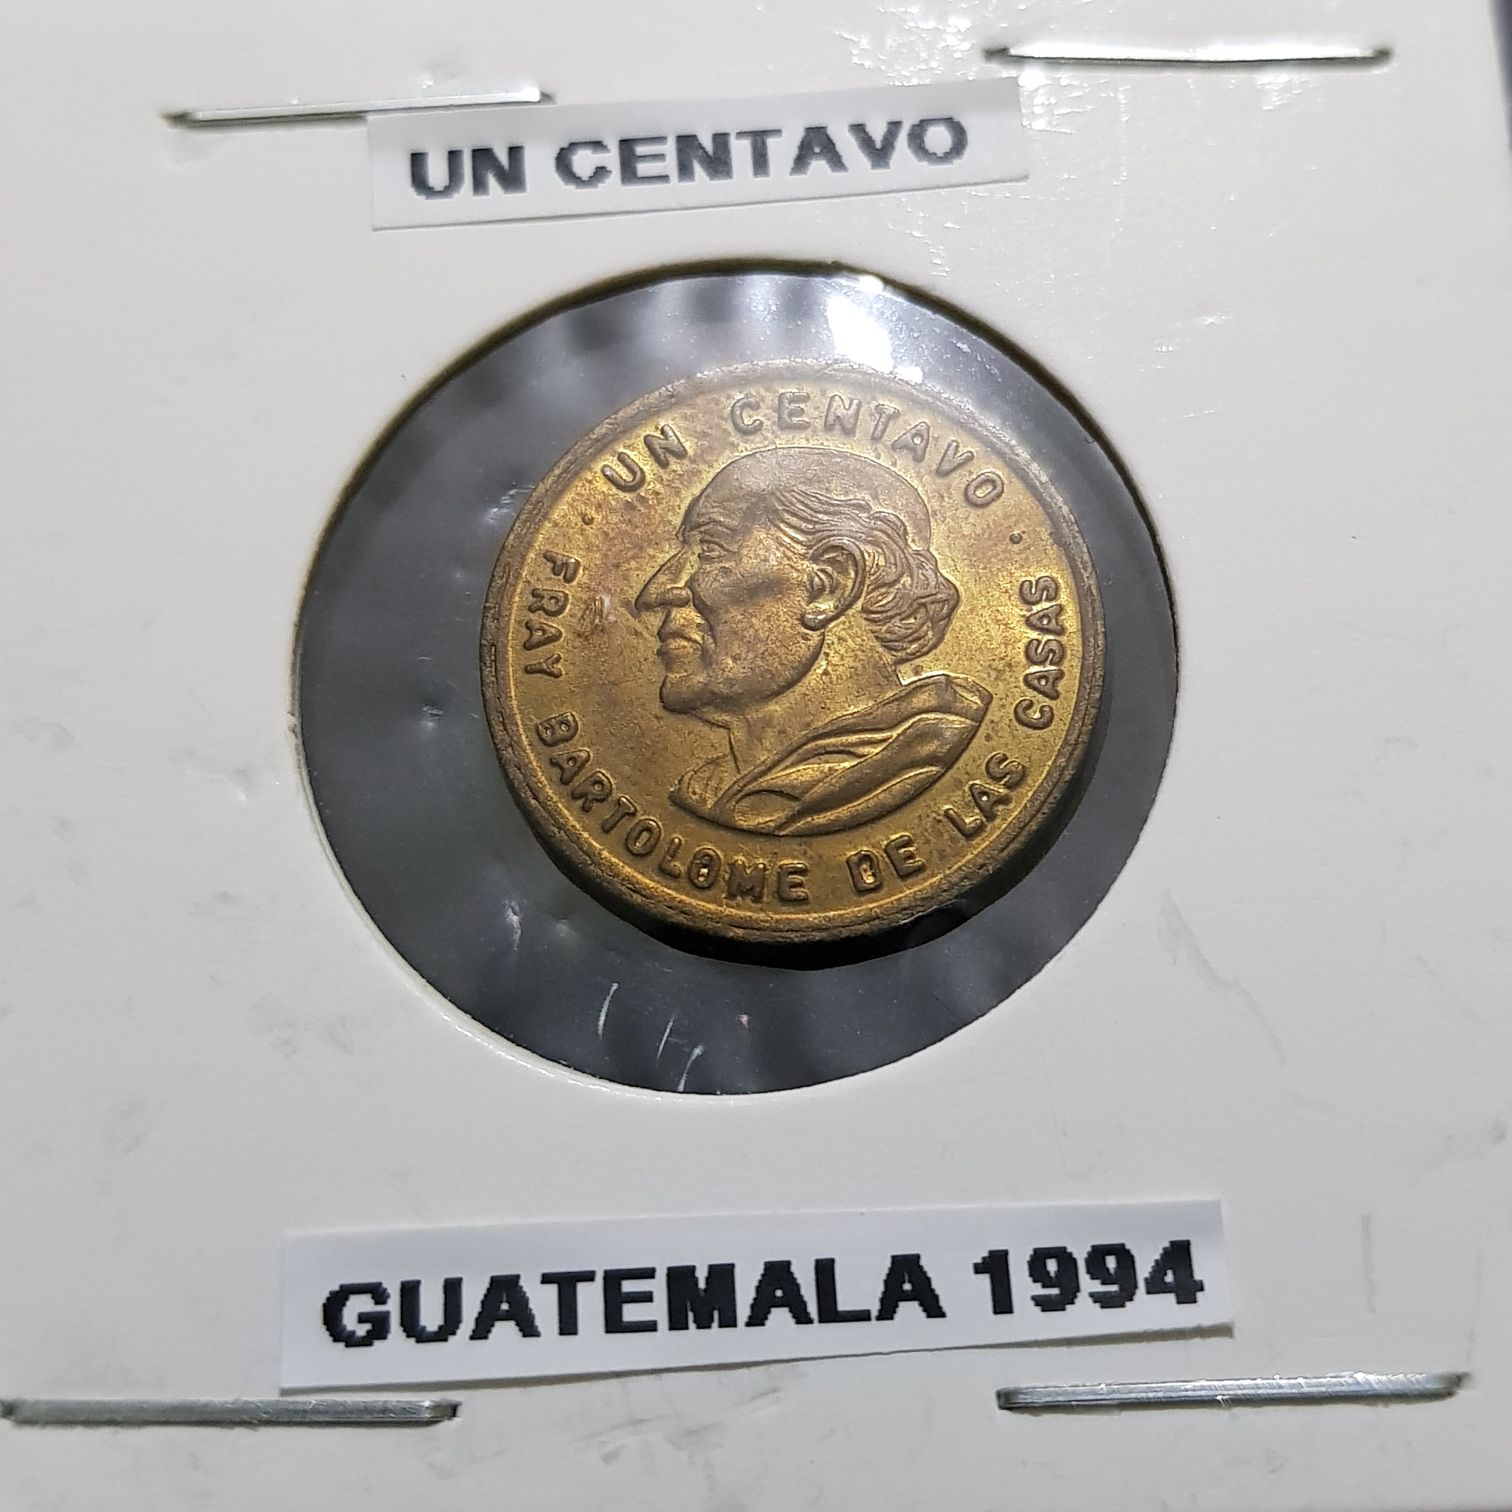 UN CENTAVO
· UN CENTAVO ·
FRAY BARTOLOME DE LAS CASAS
GUATEMALA 1994